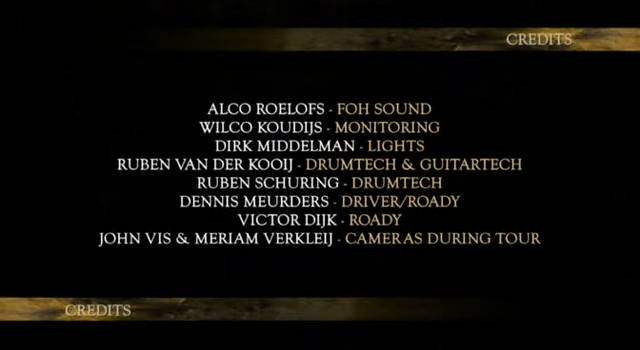 CREDITS
ALCO ROELOFS - FOH SOUND
WILCO KOUDIJS - MONITORING
DIRK MIDDELMAN - LIGHTS
RUBEN VAN DER KOOIJ - DRUMTECH & GUITARTECH
RUBEN SCHURING - DRUMTECH
DENNIS MEURDERS - DRIVER/ROADY
VICTOR DIJK - ROADY
JOHN VIS & MERIAM VERKLEIJ - CAMERAS DURING TOUR
CREDITS